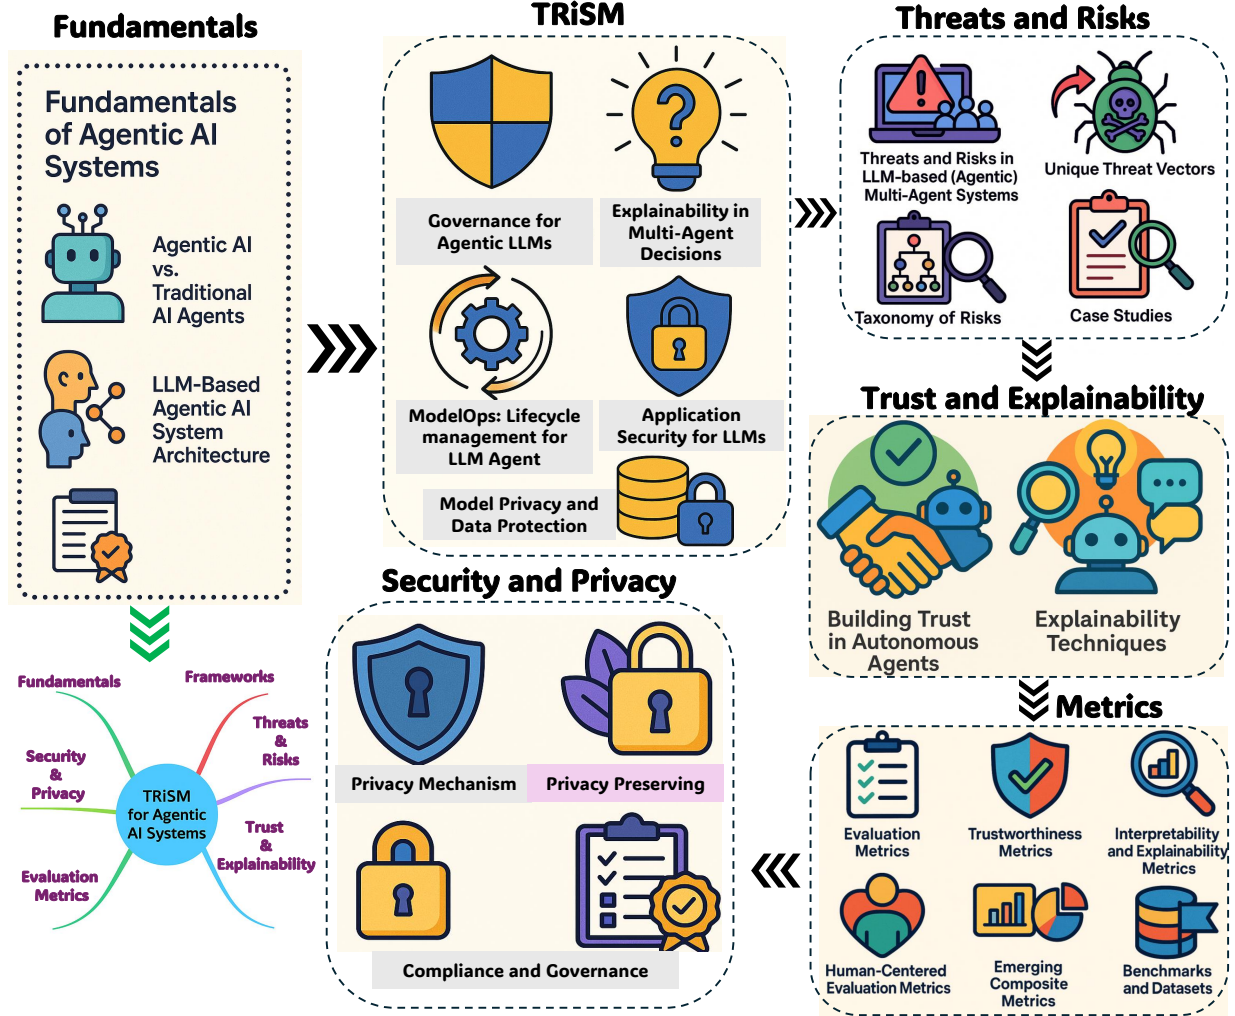 Fundamentals
Fundamentals
of Agentic AI
Systems
Agentic AI
vs.
Traditional
AI Agents
LLM-Based
Agentic AI
System
Architecture
TRiSM
Governance for
Agentic LLMs
Explainability in
Multi-Agent
Decisions
ModelOps: Lifecycle
management for
LLM Agent
Application
Security for LLMs
Model Privacy and
Data Protection
Threats and Risks
Threats and Risks in
LLM-based (Agentic)
Multi-Agent Systems
Unique Threat Vectors
Taxonomy of Risks
Case Studies
Trust and Explainability
Building Trust
in Autonomous
Agents
Explainability
Techniques
Metrics
Evaluation
Metrics
Trustworthiness
Metrics
Interpretability
and Explainability
Metrics
Human-Centered
Evaluation Metrics
Emerging
Composite
Metrics
Benchmarks
and Datasets
Security and Privacy
Privacy Mechanism
Privacy Preserving
Compliance and Governance
Fundamentals
Frameworks
Security
&
Privacy
Threats
&
Risks
TRiSM
for Agentic
AI Systems
Trust
&
Explainability
Evaluation
Metrics